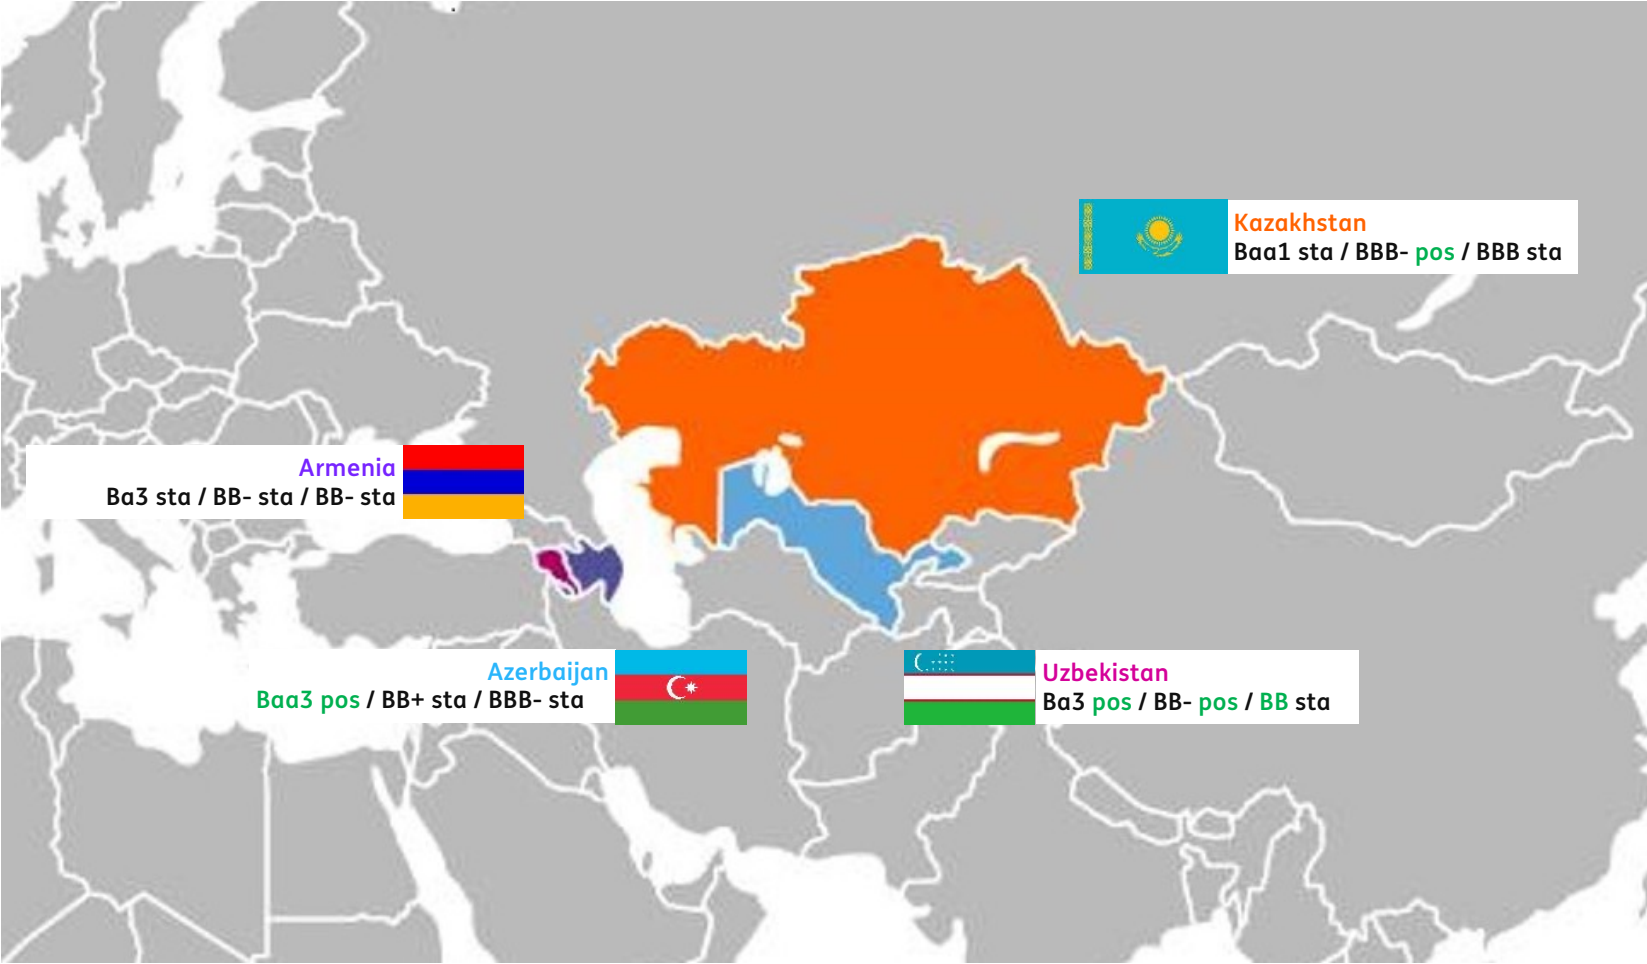 Kazakhstan
Baa1 sta / BBB- pos / BBB sta
Armenia
Ba3 sta / BB- sta / BB- sta
Azerbaijan
Baa3 pos / BB+ sta / BBB- sta
Uzbekistan
Ba3 pos / BB- pos / BB sta